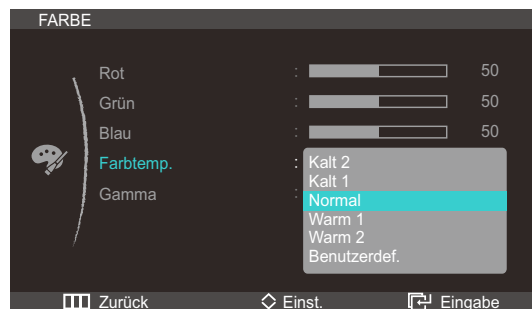 FARBE
Rot : 50
Grün : 50
Blau : 50
Farbtemp. : Kalt 2
Kalt 1
Gamma : Normal
Warm 1
Warm 2
Benutzerdef.
Zurück Einst. Eingabe